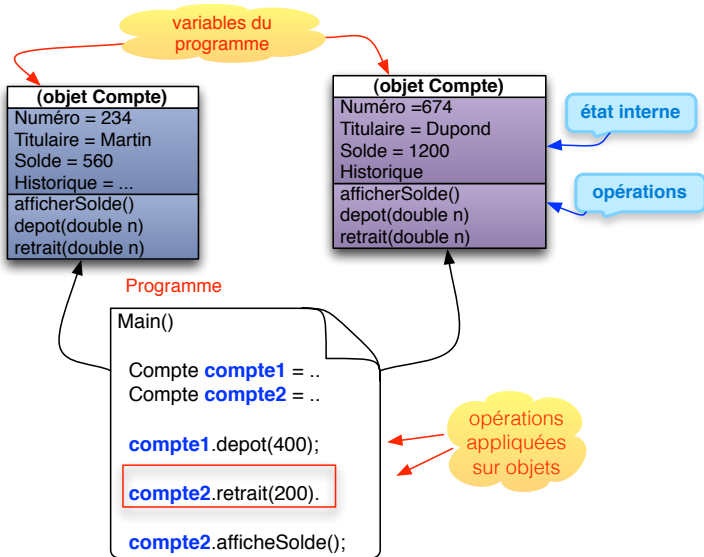 variables du
programme
(objet Compte)
Numéro = 234
Titulaire = Martin
Solde = 560
Historique = ...
afficherSolde()
depot(double n)
retrait(double n)
(objet Compte)
Numéro =674
Titulaire = Dupond
Solde = 1200
Historique
afficherSolde()
depot(double n)
retrait(double n)
état interne
opérations
Programme
Main()
Compte compte1 = ..
Compte compte2 = ..
compte1.depot(400);
compte2.retrait(200).
compte2.afficheSolde();
opérations
appliquées
sur objets